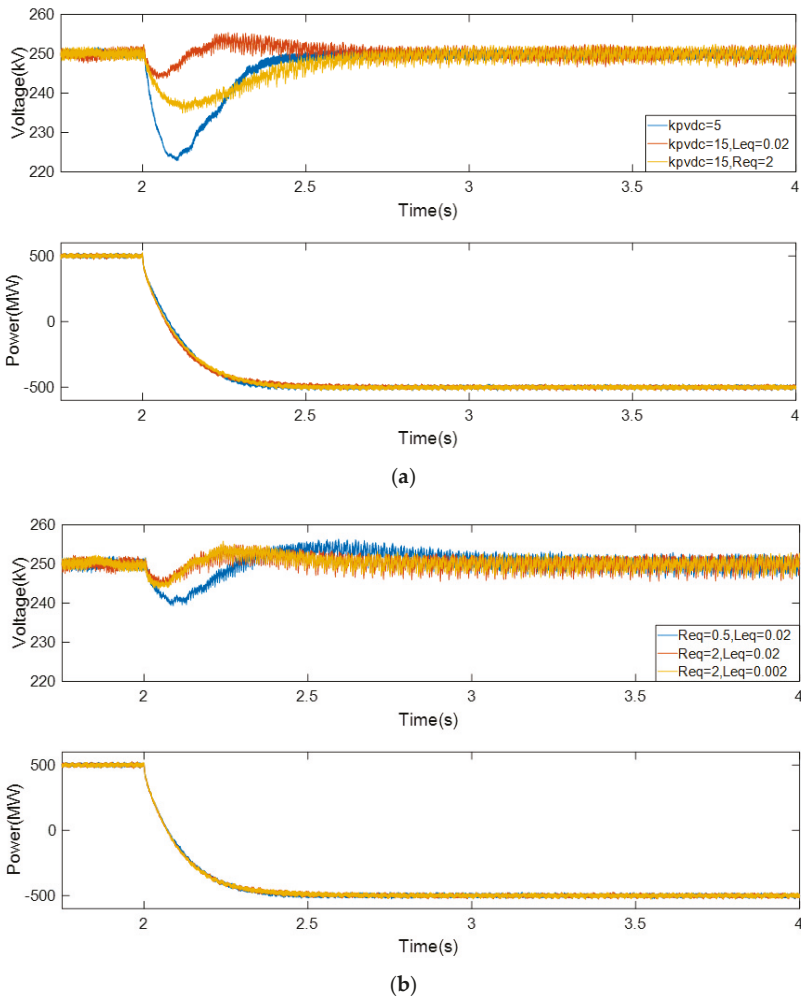 260
250
240
230
220
Voltage(kV)
kpvdc=5
kpvdc=15,Leq=0.02
kpvdc=15,Req=2
2
2.5
3
3.5
4
Time(s)
500
0
-500
Power(MW)
2
2.5
3
3.5
4
Time(s)
(a)
260
250
240
230
220
Voltage(kV)
Req=0.5,Leq=0.02
Req=2,Leq=0.02
Req=2,Leq=0.002
2
2.5
3
3.5
4
Time(s)
500
0
-500
Power(MW)
2
2.5
3
3.5
4
Time(s)
(b)